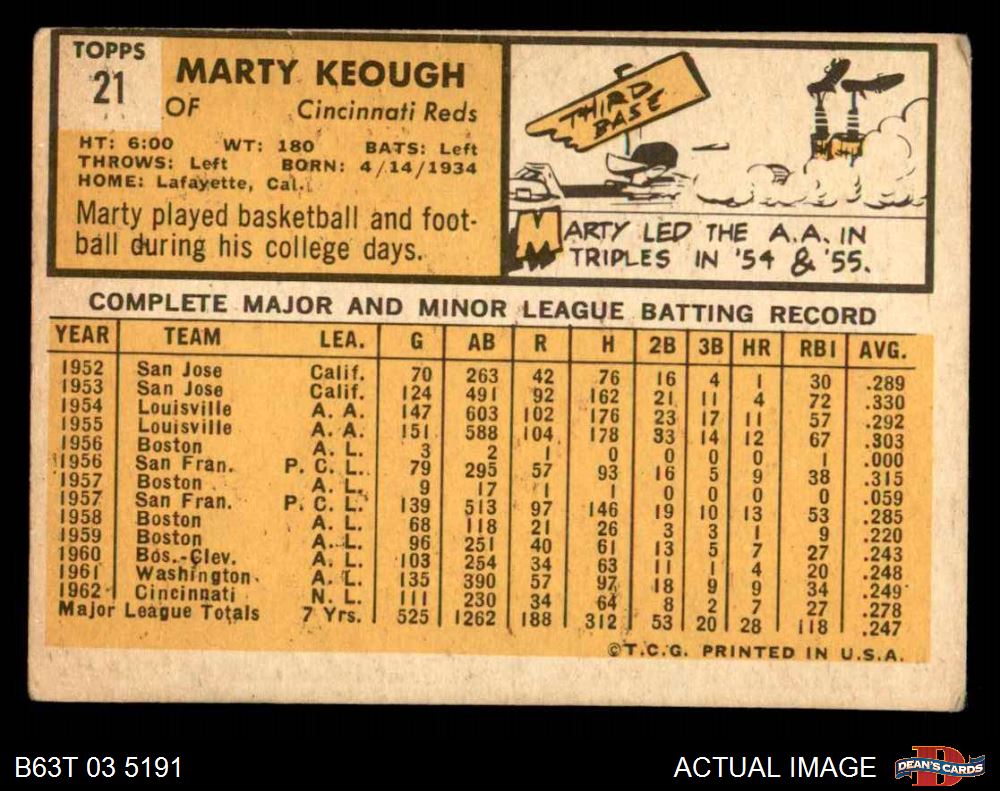 TOPPS
21
MARTY KEOUGH
OF Cincinnati Reds
HT: 6:00 WT: 180 BATS: Left
THROWS: Left BORN: 4/14/1934
HOME: Lafayette, Cal.
Marty played basketball and foot-
ball during his college days.
THIRD
BASE
MARTY LED THE A.A. IN
TRIPLES IN '54 & '55.
COMPLETE MAJOR AND MINOR LEAGUE BATTING RECORD
YEAR TEAM LEA. G AB R H 2B 3B HR RBI AVG.
1952 San Jose Calif. 70 263 42 76 16 4 1 30 .289
1953 San Jose Calif. 124 491 92 162 21 11 4 72 .330
1954 Louisville A. A. 147 603 102 176 23 17 11 57 .292
1955 Louisville A. A. 151 588 104 178 33 14 12 67 .303
1956 Boston A. L. 3 2 1 0 0 0 0 1 .000
1956 San Fran. P. C. L. 79 295 57 93 16 5 9 38 .315
1957 Boston A. L. 9 17 1 1 0 0 0 0 .059
1957 San Fran. P. C. L. 139 513 97 146 19 10 13 53 .285
1958 Boston A. L. 68 118 21 26 3 3 1 9 .220
1959 Boston A. L. 96 251 40 61 13 5 7 27 .243
1960 Bos.-Clev. A. L. 103 254 34 63 11 1 4 20 .248
1961 Washington A. L. 135 390 57 97 18 9 9 34 .249
1962 Cincinnati N. L. 111 230 34 64 8 2 7 27 .278
Major League Totals 7 Yrs. 525 1262 188 312 53 20 28 118 .247
©T.C.G. PRINTED IN U.S.A.
B63T 03 5191 ACTUAL IMAGE DEAN'S CARDS